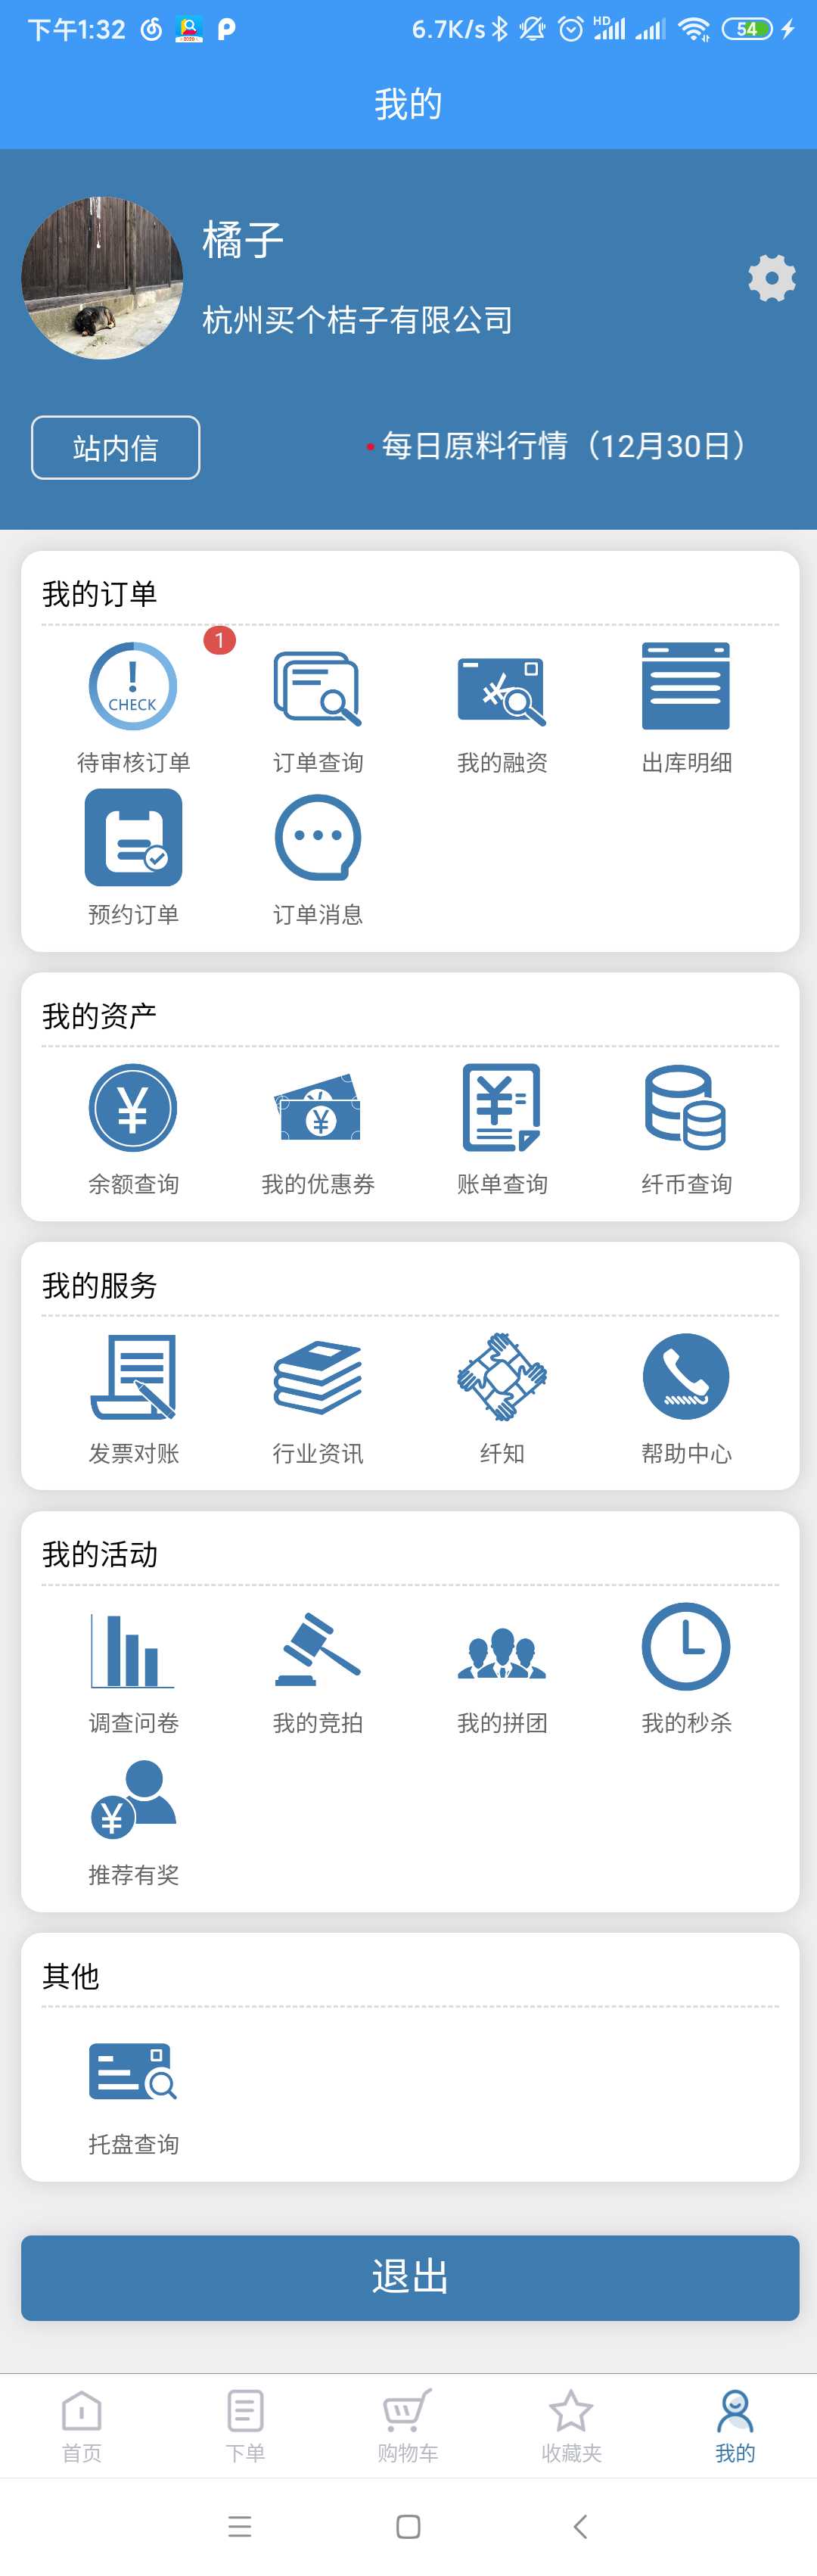 下午1:32 6.7K/s HD 54
我的
橘子
杭州买个桔子有限公司
站内信 每日原料行情（12月30日）
我的订单
1
CHECK
待审核订单 订单查询 我的融资 出库明细
预约订单 订单消息
我的资产
余额查询 我的优惠券 账单查询 纤币查询
我的服务
发票对账 行业资讯 纤知 帮助中心
我的活动
调查问卷 我的竞拍 我的拼团 我的秒杀
推荐有奖
其他
托盘查询
退出
首页 下单 购物车 收藏夹 我的